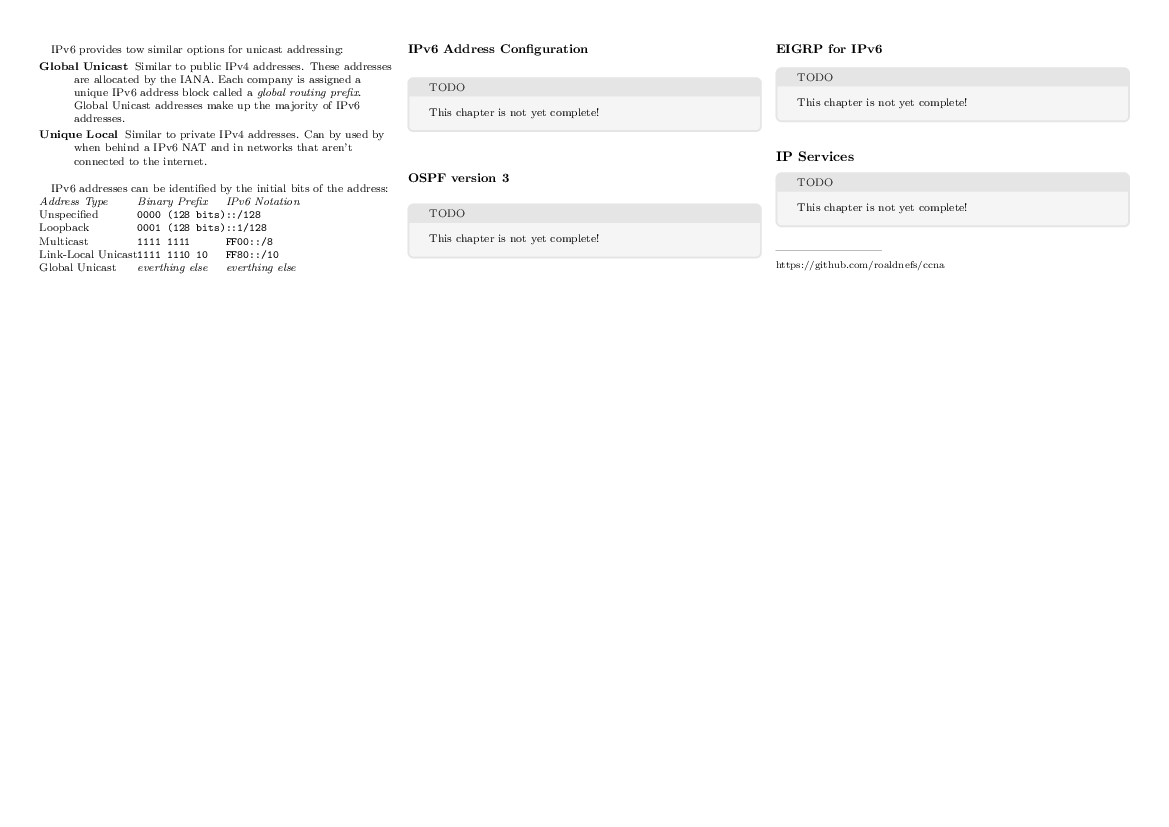 IPv6 provides tow similar options for unicast addressing:
Global Unicast Similar to public IPv4 addresses. These addresses
are allocated by the IANA. Each company is assigned a
unique IPv6 address block called a global routing prefix.
Global Unicast addresses make up the majority of IPv6
addresses.
Unique Local Similar to private IPv4 addresses. Can by used by
when behind a IPv6 NAT and in networks that aren't
connected to the internet.
IPv6 addresses can be identified by the initial bits of the address:
Address Type Binary Prefix IPv6 Notation
Unspecified 0000 (128 bits) ::/128
Loopback 0001 (128 bits) ::1/128
Multicast 1111 1111 FF00::/8
Link-Local Unicast 1111 1110 10 FF80::/10
Global Unicast everthing else everthing else
IPv6 Address Configuration
TODO
This chapter is not yet complete!
OSPF version 3
TODO
This chapter is not yet complete!
EIGRP for IPv6
TODO
This chapter is not yet complete!
IP Services
TODO
This chapter is not yet complete!
https://github.com/roaldnefs/ccna